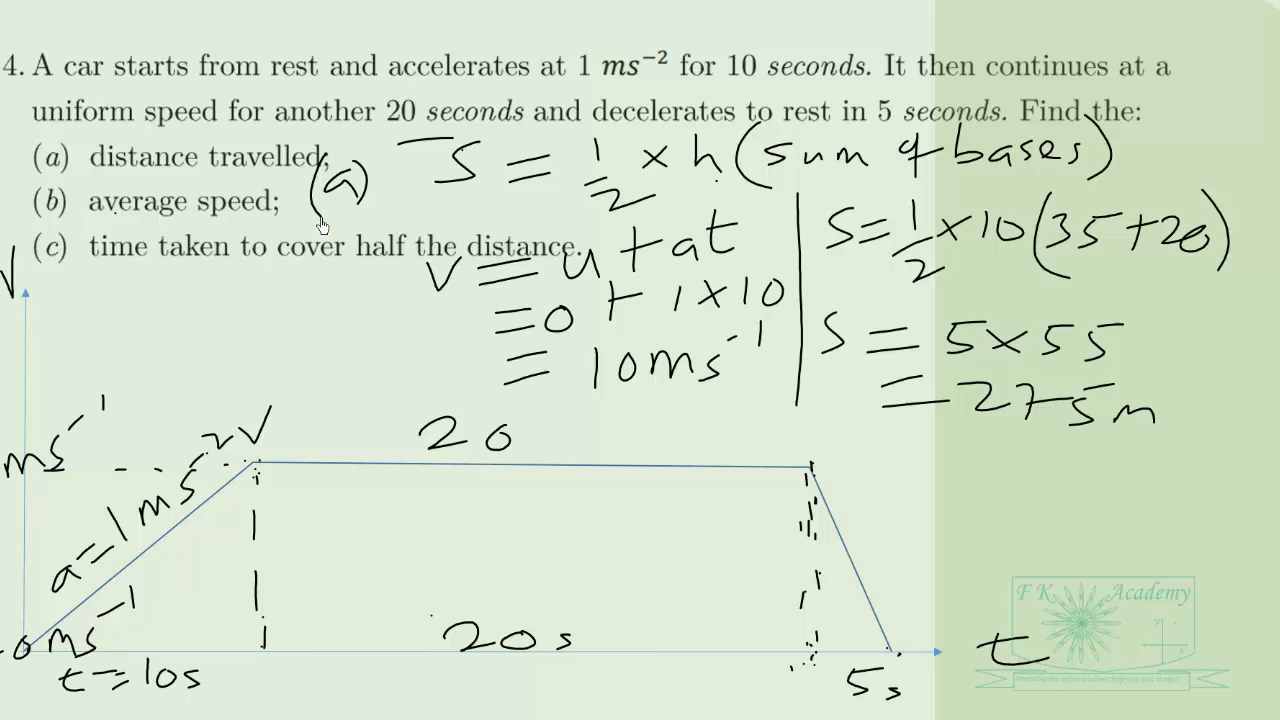 4. A car starts from rest and accelerates at 1 ms⁻² for 10 seconds. It then continues at a
uniform speed for another 20 seconds and decelerates to rest in 5 seconds. Find the:
(a) distance travelled;
(b) average speed;
(c) time taken to cover half the distance.
(a) S = 1/2 × h (sum of bases)
V = u + at
= 0 + 1 × 10
= 10ms⁻¹
S = 1/2 × 10 (35 + 20)
S = 5 × 55
= 275m
V
ms⁻¹
a = 1ms⁻²
V
20
0ms⁻¹
t = 10s
20s
5s
t
F K Academy
y
x